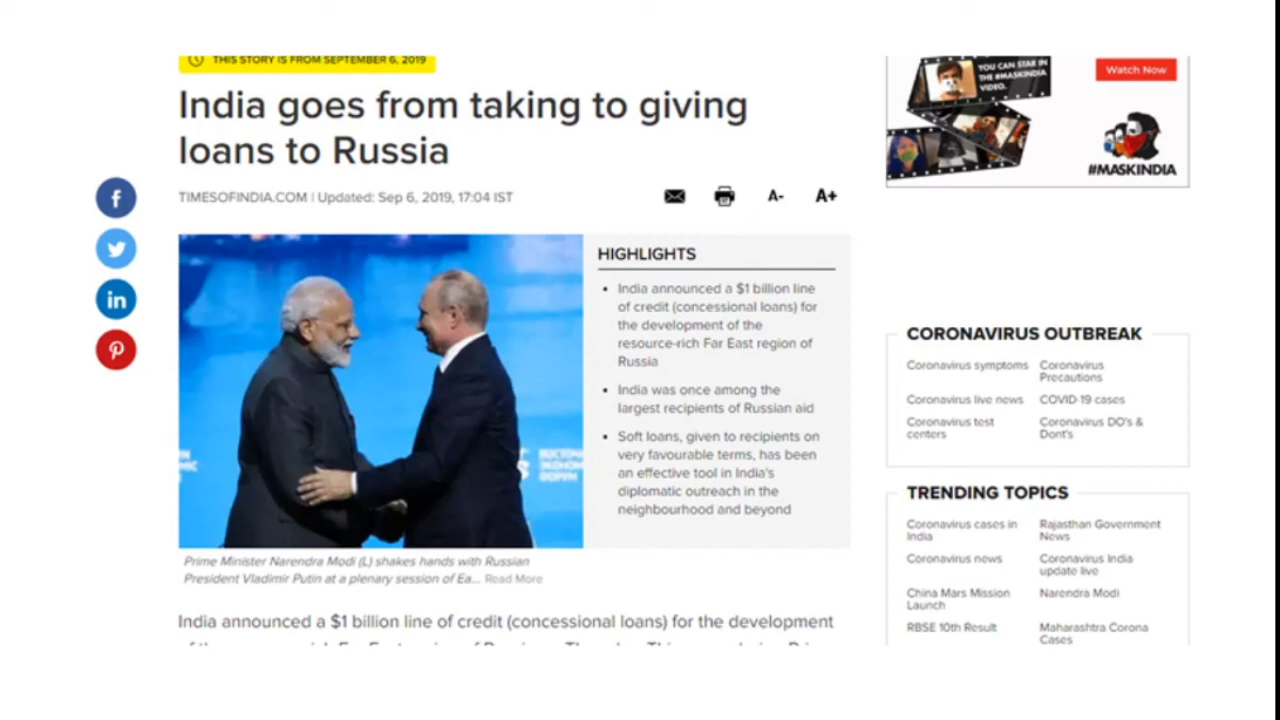 THIS STORY IS FROM SEPTEMBER 6, 2019
India goes from taking to giving
loans to Russia
TIMESOFINDIA.COM | Updated: Sep 6, 2019, 17:04 IST
A-
A+
HIGHLIGHTS
• India announced a $1 billion line
of credit (concessional loans) for
the development of the
resource-rich Far East region of
Russia
• India was once among the
largest recipients of Russian aid
• Soft loans, given to recipients on
very favourable terms, has been
an effective tool in India's
diplomatic outreach in the
neighbourhood and beyond
Prime Minister Narendra Modi (L) shakes hands with Russian
President Vladimir Putin at a plenary session of Ea... Read More
India announced a $1 billion line of credit (concessional loans) for the development
YOU CAN STAR IN
THE #MASKINDIA
VIDEO.
Watch Now
#MASKINDIA
CORONAVIRUS OUTBREAK
Coronavirus symptoms
Coronavirus
Precautions
Coronavirus live news
COVID-19 cases
Coronavirus test
centers
Coronavirus DO's &
Dont's
TRENDING TOPICS
Coronavirus cases in
India
Rajasthan Government
News
Coronavirus news
Coronavirus India
update live
China Mars Mission
Launch
Narendra Modi
RBSE 10th Result
Maharashtra Corona
Cases